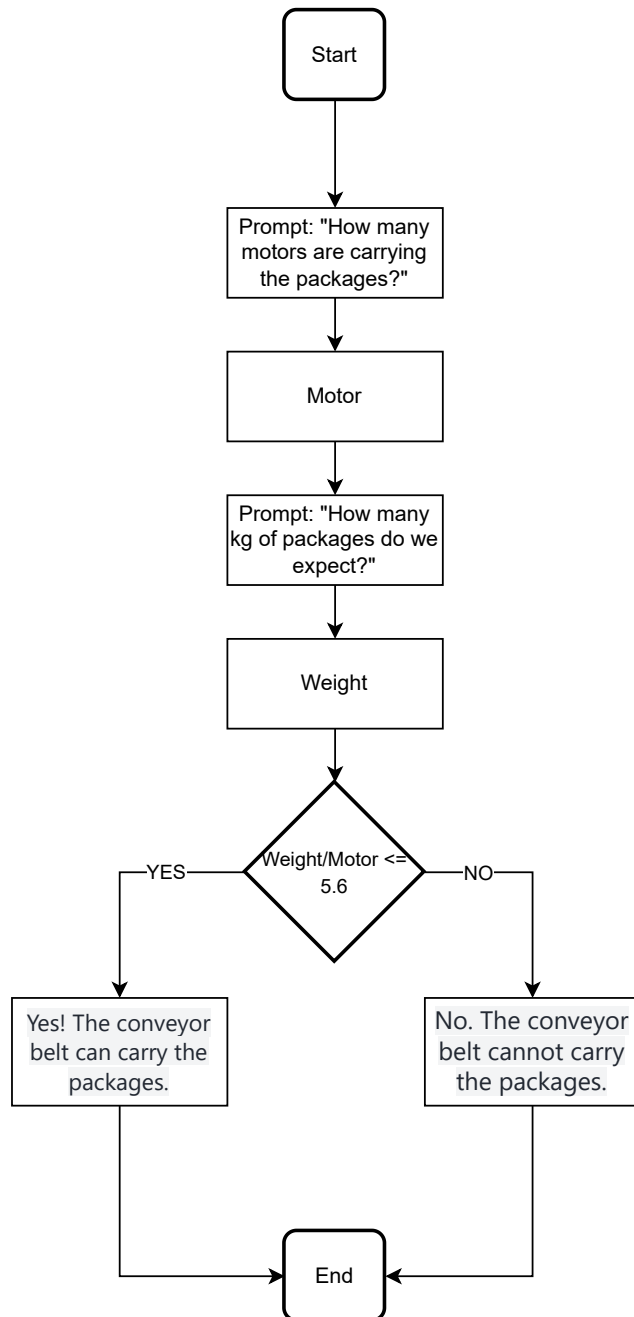 Start
Prompt: "How many
motors are carrying
the packages?"
Motor
Prompt: "How many
kg of packages do we
expect?"
Weight
Weight/Motor <=
5.6
YES
NO
Yes! The conveyor
belt can carry the
packages.
No. The conveyor
belt cannot carry
the packages.
End